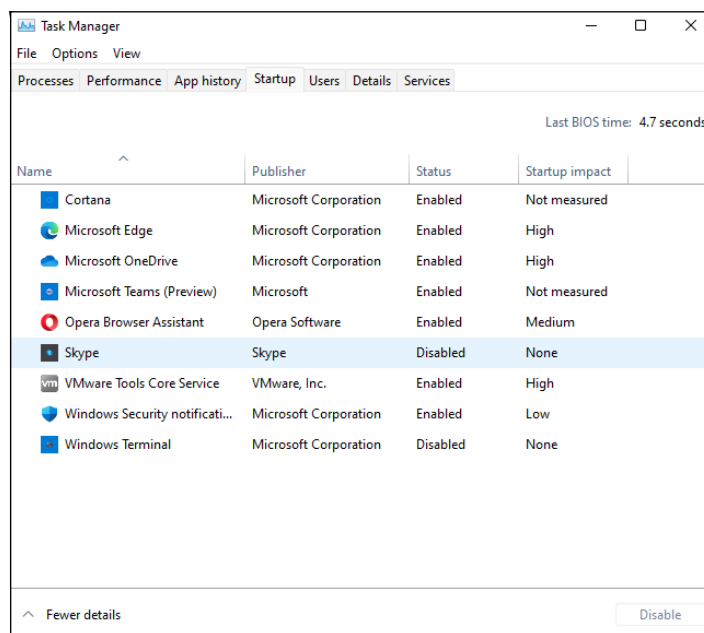 Task Manager
File Options View
Processes Performance App history Startup Users Details Services
Last BIOS time: 4.7 seconds
Name Publisher Status Startup impact
Cortana Microsoft Corporation Enabled Not measured
Microsoft Edge Microsoft Corporation Enabled High
Microsoft OneDrive Microsoft Corporation Enabled High
Microsoft Teams (Preview) Microsoft Enabled Not measured
Opera Browser Assistant Opera Software Enabled Medium
Skype Skype Disabled None
vm VMware Tools Core Service VMware, Inc. Enabled High
Windows Security notificati... Microsoft Corporation Enabled Low
Windows Terminal Microsoft Corporation Disabled None
Fewer details Disable